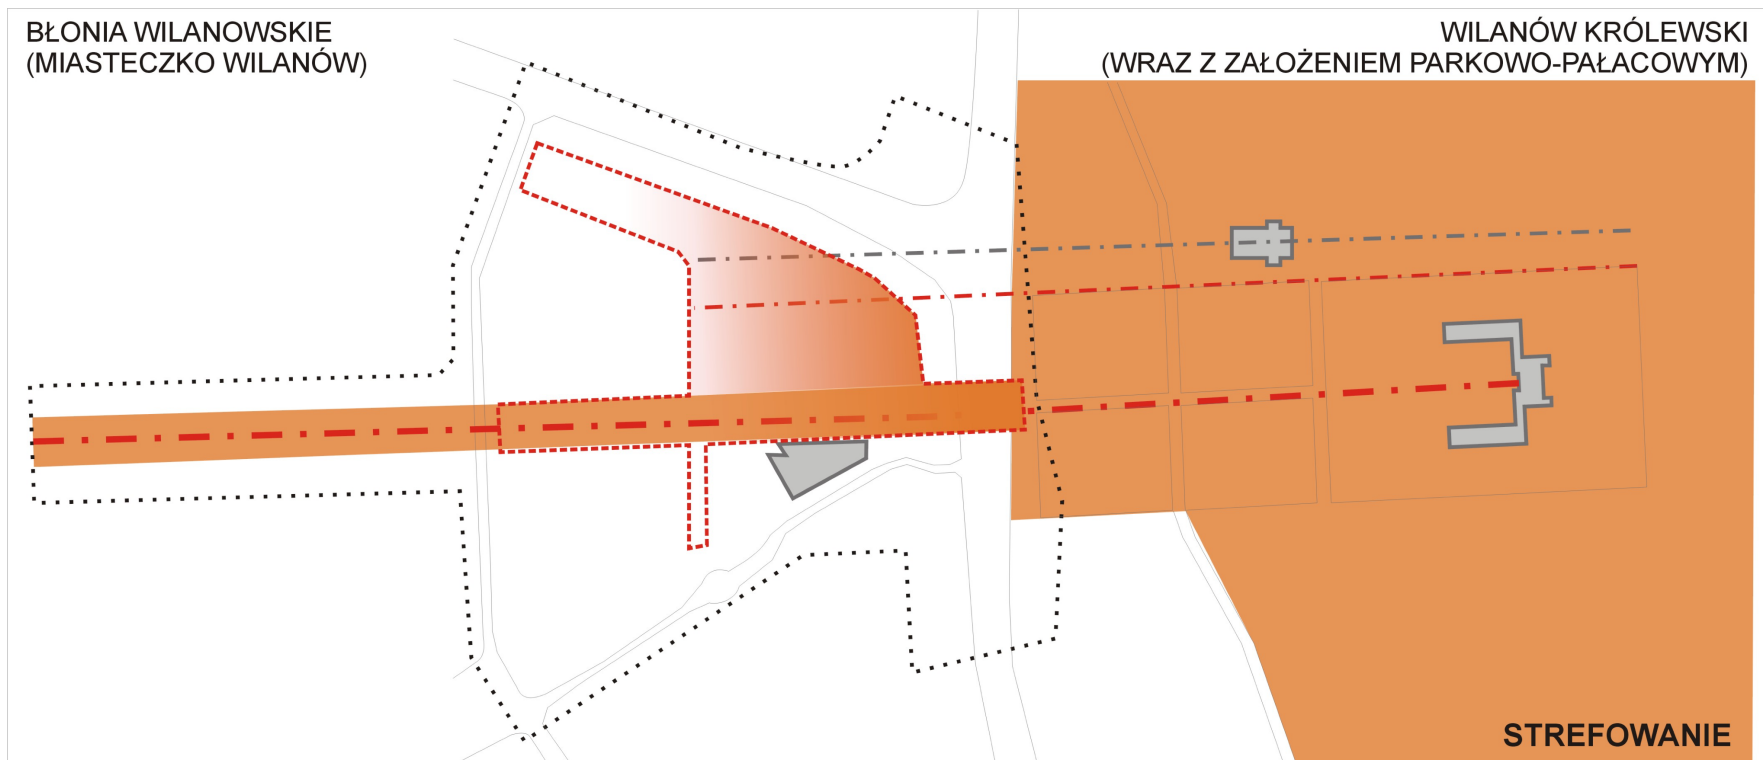 BŁONIA WILANOWSKIE
(MIASTECZKO WILANÓW)
WILANÓW KRÓLEWSKI
(WRAZ Z ZAŁOŻENIEM PARKOWO-PAŁACOWYM)
STREFOWANIE